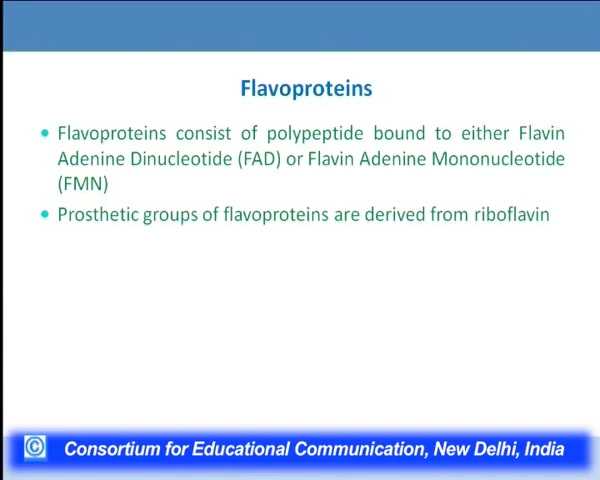 Flavoproteins
• Flavoproteins consist of polypeptide bound to either Flavin
Adenine Dinucleotide (FAD) or Flavin Adenine Mononucleotide
(FMN)
• Prosthetic groups of flavoproteins are derived from riboflavin
© Consortium for Educational Communication, New Delhi, India